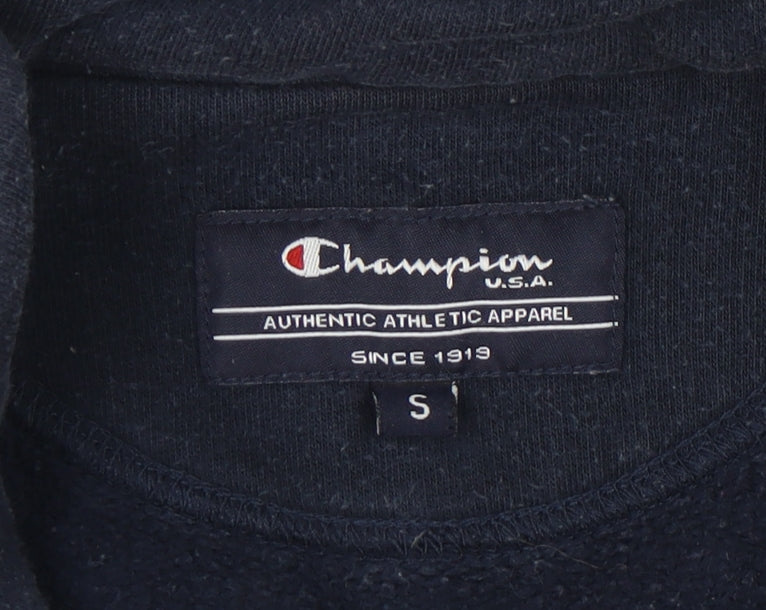 Champion
U.S.A.
AUTHENTIC ATHLETIC APPAREL
SINCE 1919
S